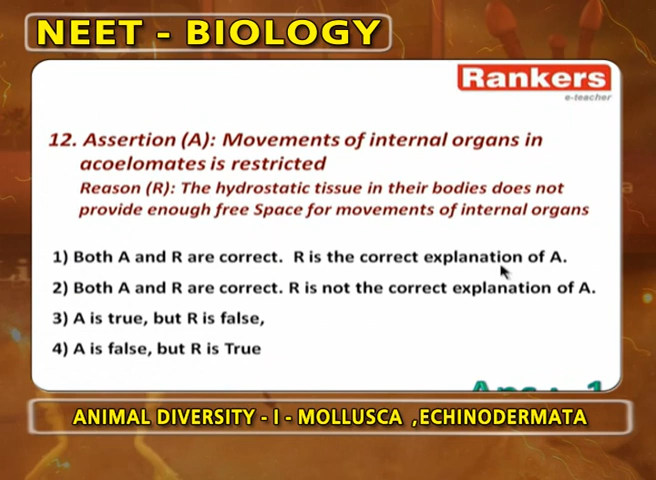 NEET - BIOLOGY
Rankers
e-teacher
12. Assertion (A): Movements of internal organs in
acoelomates is restricted
Reason (R): The hydrostatic tissue in their bodies does not
provide enough free Space for movements of internal organs
1) Both A and R are correct. R is the correct explanation of A.
2) Both A and R are correct. R is not the correct explanation of A.
3) A is true, but R is false,
4) A is false, but R is True
ANIMAL DIVERSITY - I - MOLLUSCA ,ECHINODERMATA